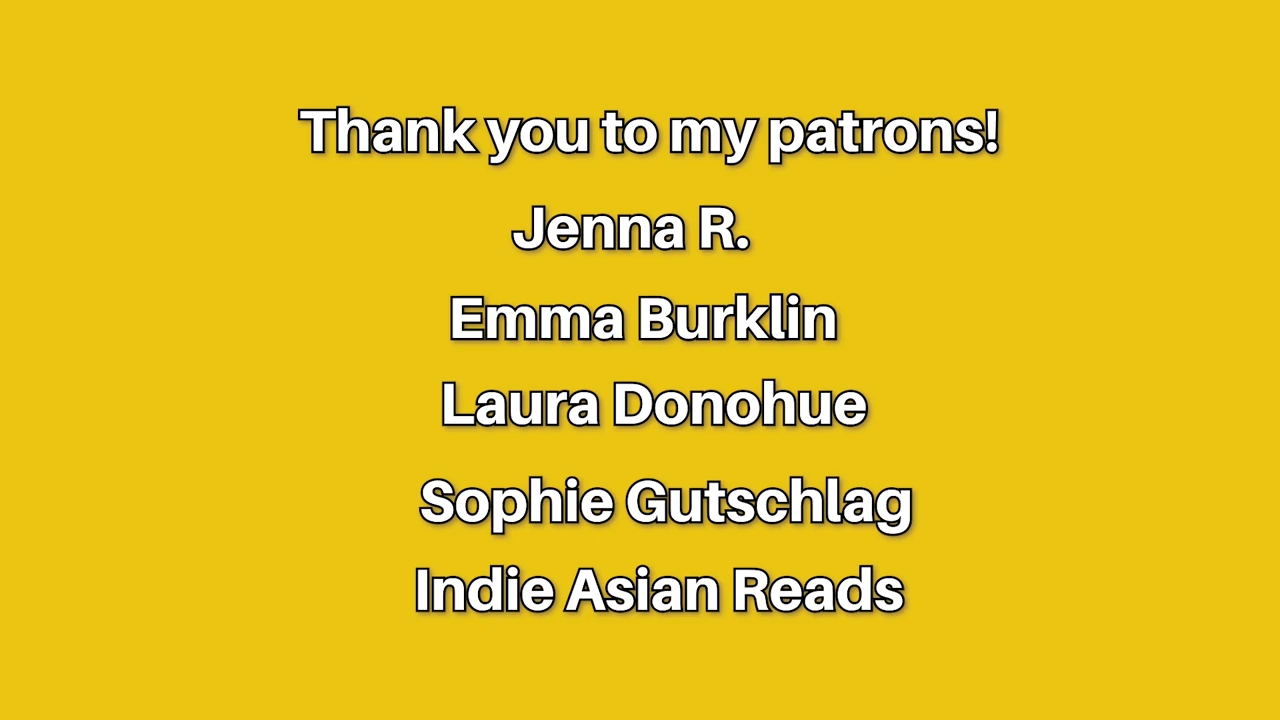 Thank you to my patrons!
Jenna R.
Emma Burklin
Laura Donohue
Sophie Gutschlag
Indie Asian Reads